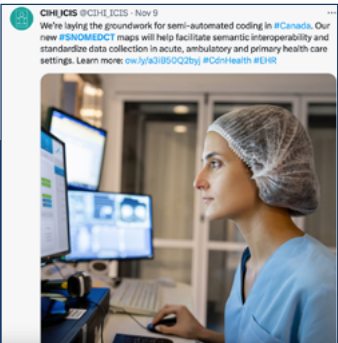 CIHI_ICIS @CIHI_ICIS · Nov 9
We're laying the groundwork for semi-automated coding in #Canada. Our
new #SNOMEDCT maps will help facilitate semantic interoperability and
standardize data collection in acute, ambulatory and primary health care
settings. Learn more: ow.ly/a3iB50Q2byj #CdnHealth #EHR